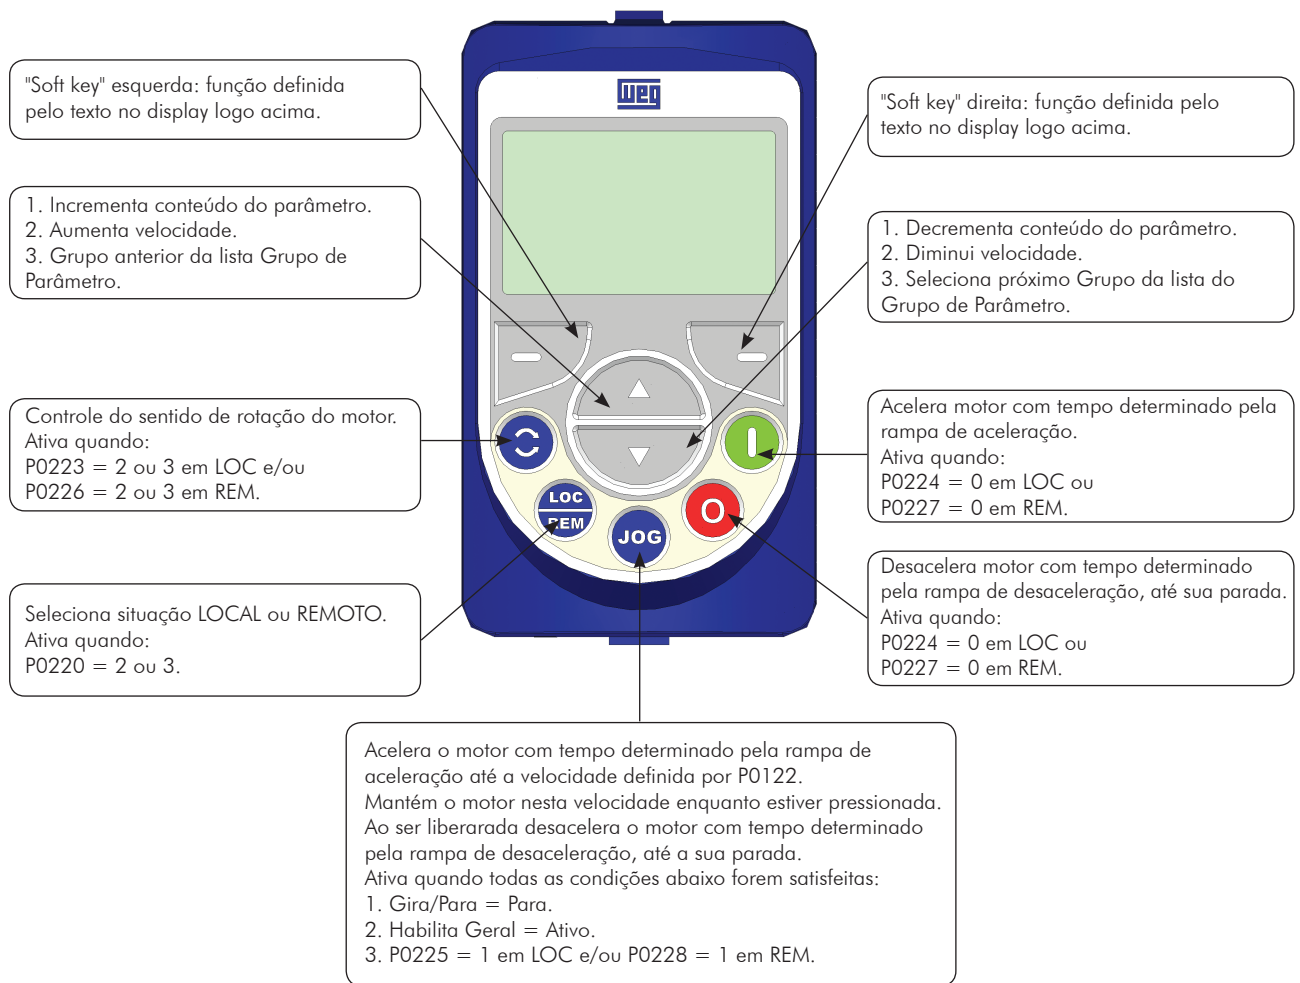 "Soft key" esquerda: função definida
pelo texto no display logo acima.
1. Incrementa conteúdo do parâmetro.
2. Aumenta velocidade.
3. Grupo anterior da lista Grupo de
Parâmetro.
Controle do sentido de rotação do motor.
Ativa quando:
P0223 = 2 ou 3 em LOC e/ou
P0226 = 2 ou 3 em REM.
Seleciona situação LOCAL ou REMOTO.
Ativa quando:
P0220 = 2 ou 3.
weg
LOC
REM
JOG
"Soft key" direita: função definida pelo
texto no display logo acima.
1. Decrementa conteúdo do parâmetro.
2. Diminui velocidade.
3. Seleciona próximo Grupo da lista do
Grupo de Parâmetro.
Acelera motor com tempo determinado pela
rampa de aceleração.
Ativa quando:
P0224 = 0 em LOC ou
P0227 = 0 em REM.
Desacelera motor com tempo determinado
pela rampa de desaceleração, até sua parada.
Ativa quando:
P0224 = 0 em LOC ou
P0227 = 0 em REM.
Acelera o motor com tempo determinado pela rampa de
aceleração até a velocidade definida por P0122.
Mantém o motor nesta velocidade enquanto estiver pressionada.
Ao ser liberarada desacelera o motor com tempo determinado
pela rampa de desaceleração, até a sua parada.
Ativa quando todas as condições abaixo forem satisfeitas:
1. Gira/Para = Para.
2. Habilita Geral = Ativo.
3. P0225 = 1 em LOC e/ou P0228 = 1 em REM.